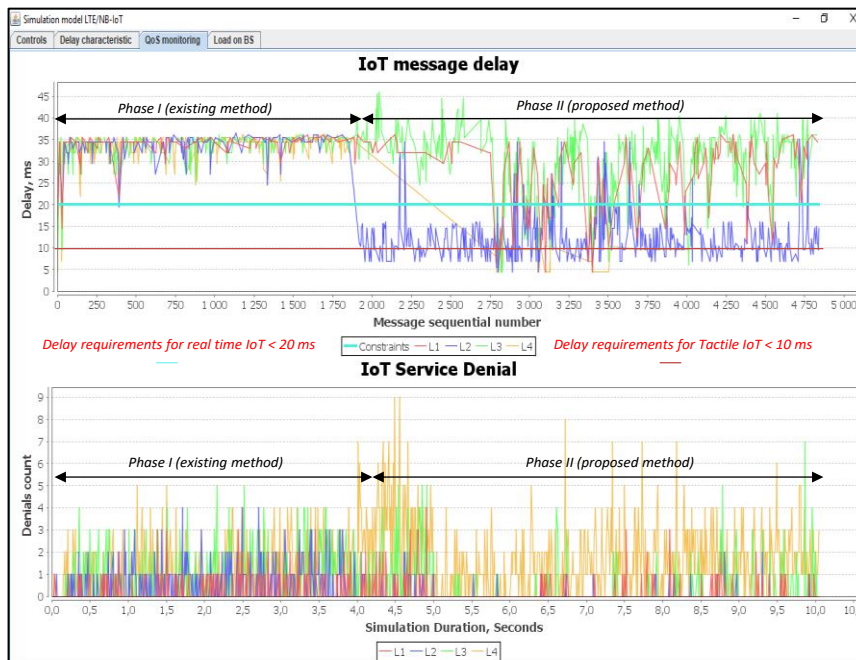 Simulation model LTE/NB-IoT
Controls Delay characteristic QoS monitoring Load on BS
IoT message delay
Phase I (existing method) Phase II (proposed method)
Delay, ms
45
40
35
30
25
20
15
10
5
0
0 250 500 750 1 000 1 250 1 500 1 750 2 000 2 250 2 500 2 750 3 000 3 250 3 500 3 750 4 000 4 250 4 500 4 750 5 000
Message sequential number
Delay requirements for real time IoT < 20 ms
Constraints L1 L2 L3 L4
Delay requirements for Tactile IoT < 10 ms
IoT Service Denial
Phase I (existing method) Phase II (proposed method)
Denials count
9
8
7
6
5
4
3
2
1
0
0,0 0,5 1,0 1,5 2,0 2,5 3,0 3,5 4,0 4,5 5,0 5,5 6,0 6,5 7,0 7,5 8,0 8,5 9,0 9,5 10,0 10,
Simulation Duration, Seconds
L1 L2 L3 L4